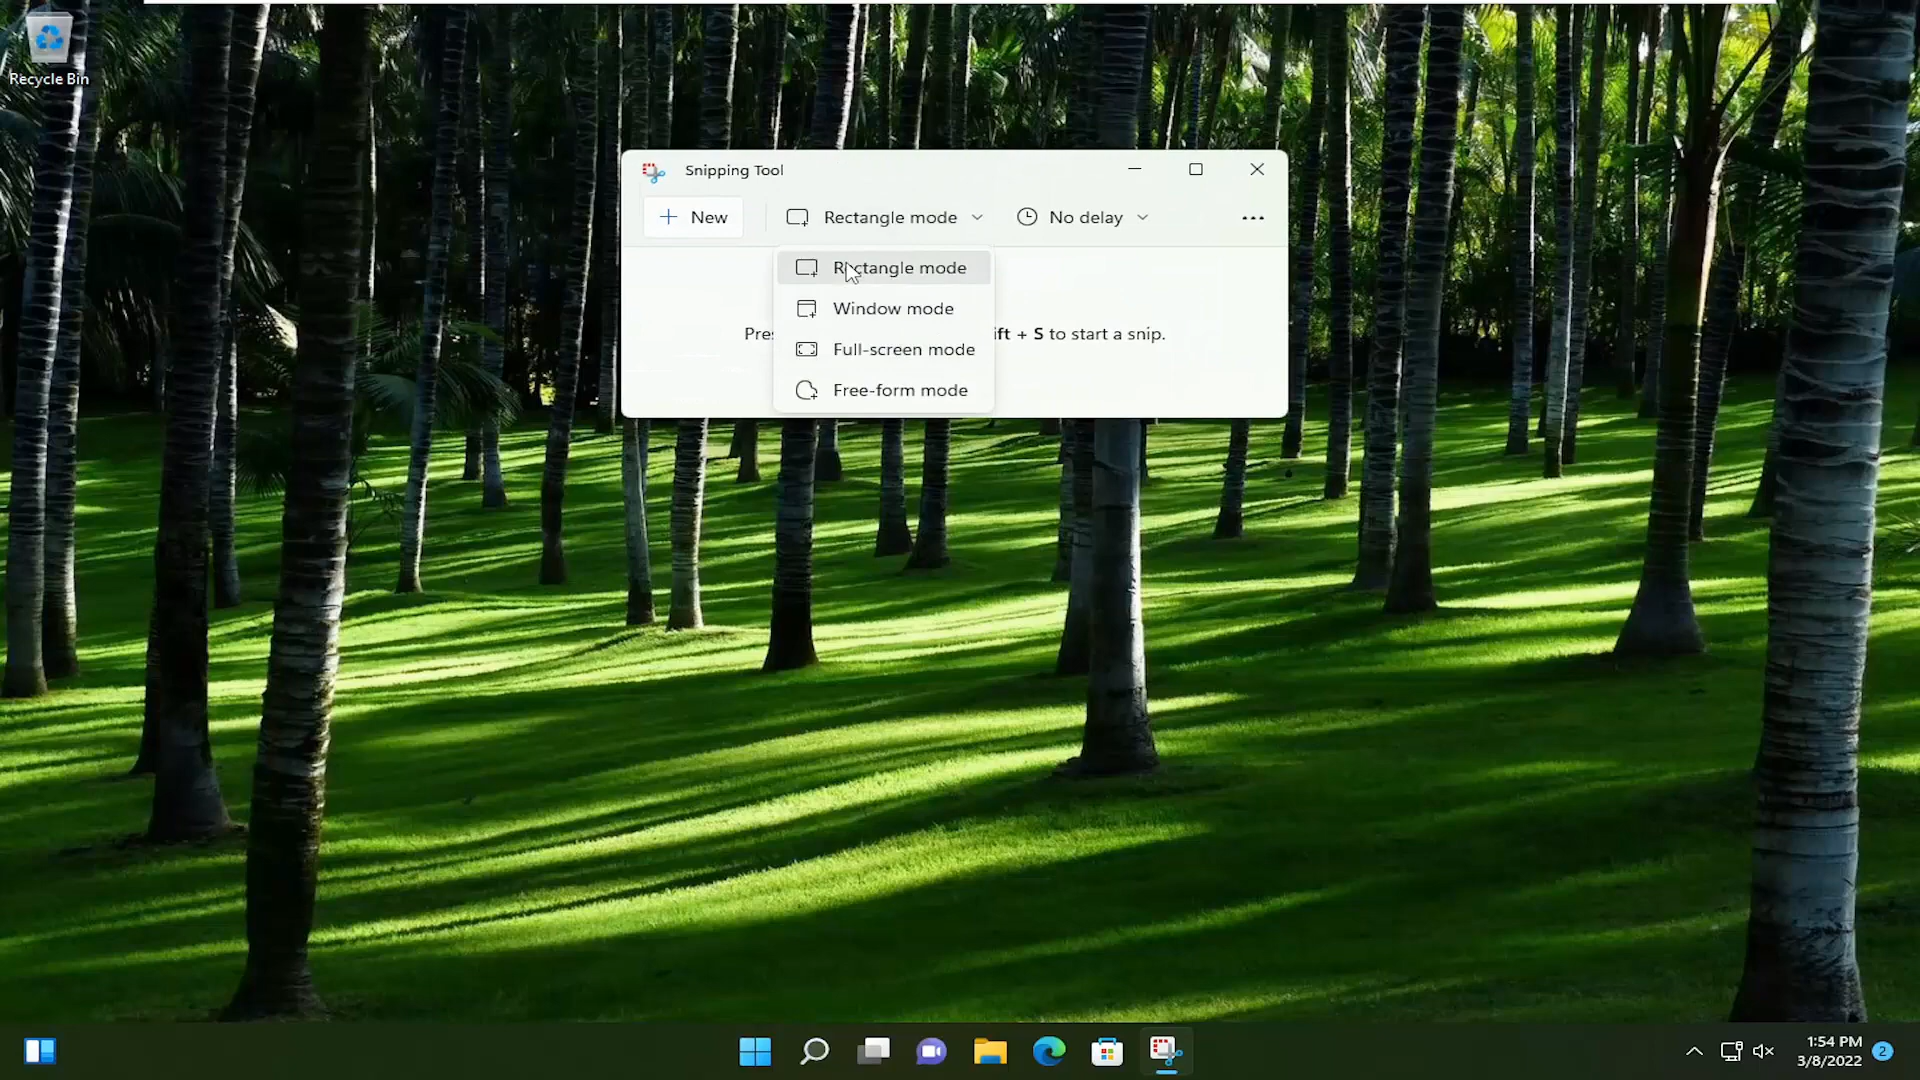 Recycle Bin
Snipping Tool
New
Rectangle mode
No delay
Rectangle mode
Window mode
Pres ift + S to start a snip.
Full-screen mode
Free-form mode
1:54 PM
3/8/2022
2